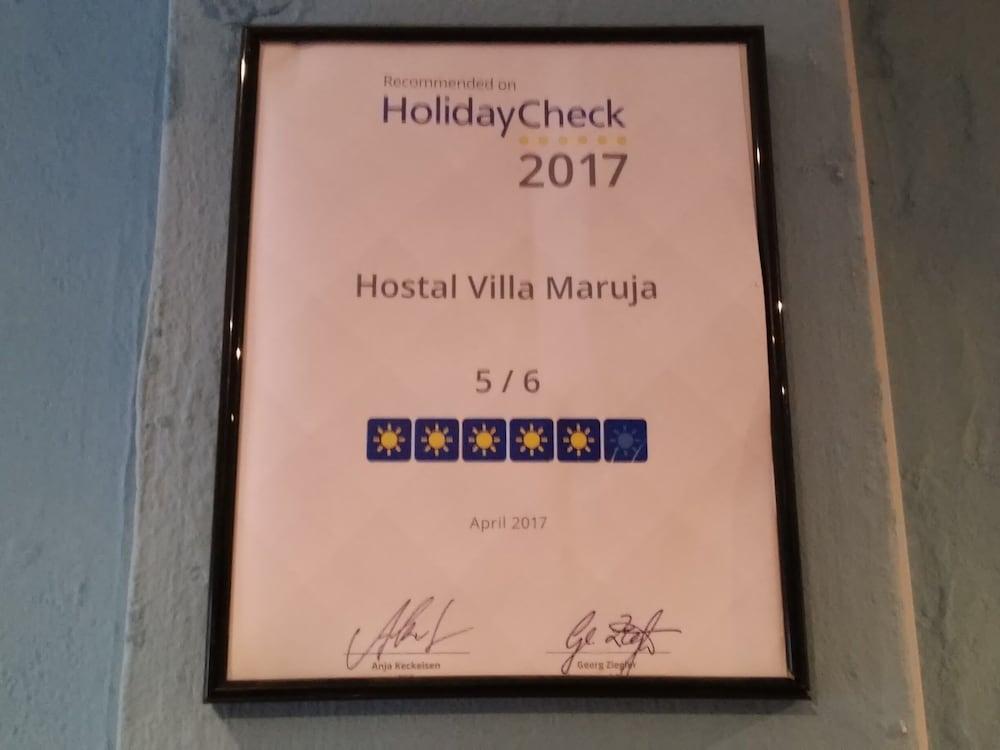 Recommended on
HolidayCheck
2017
Hostal Villa Maruja
5 / 6
April 2017
Anja Keckeisen
Georg Ziegler